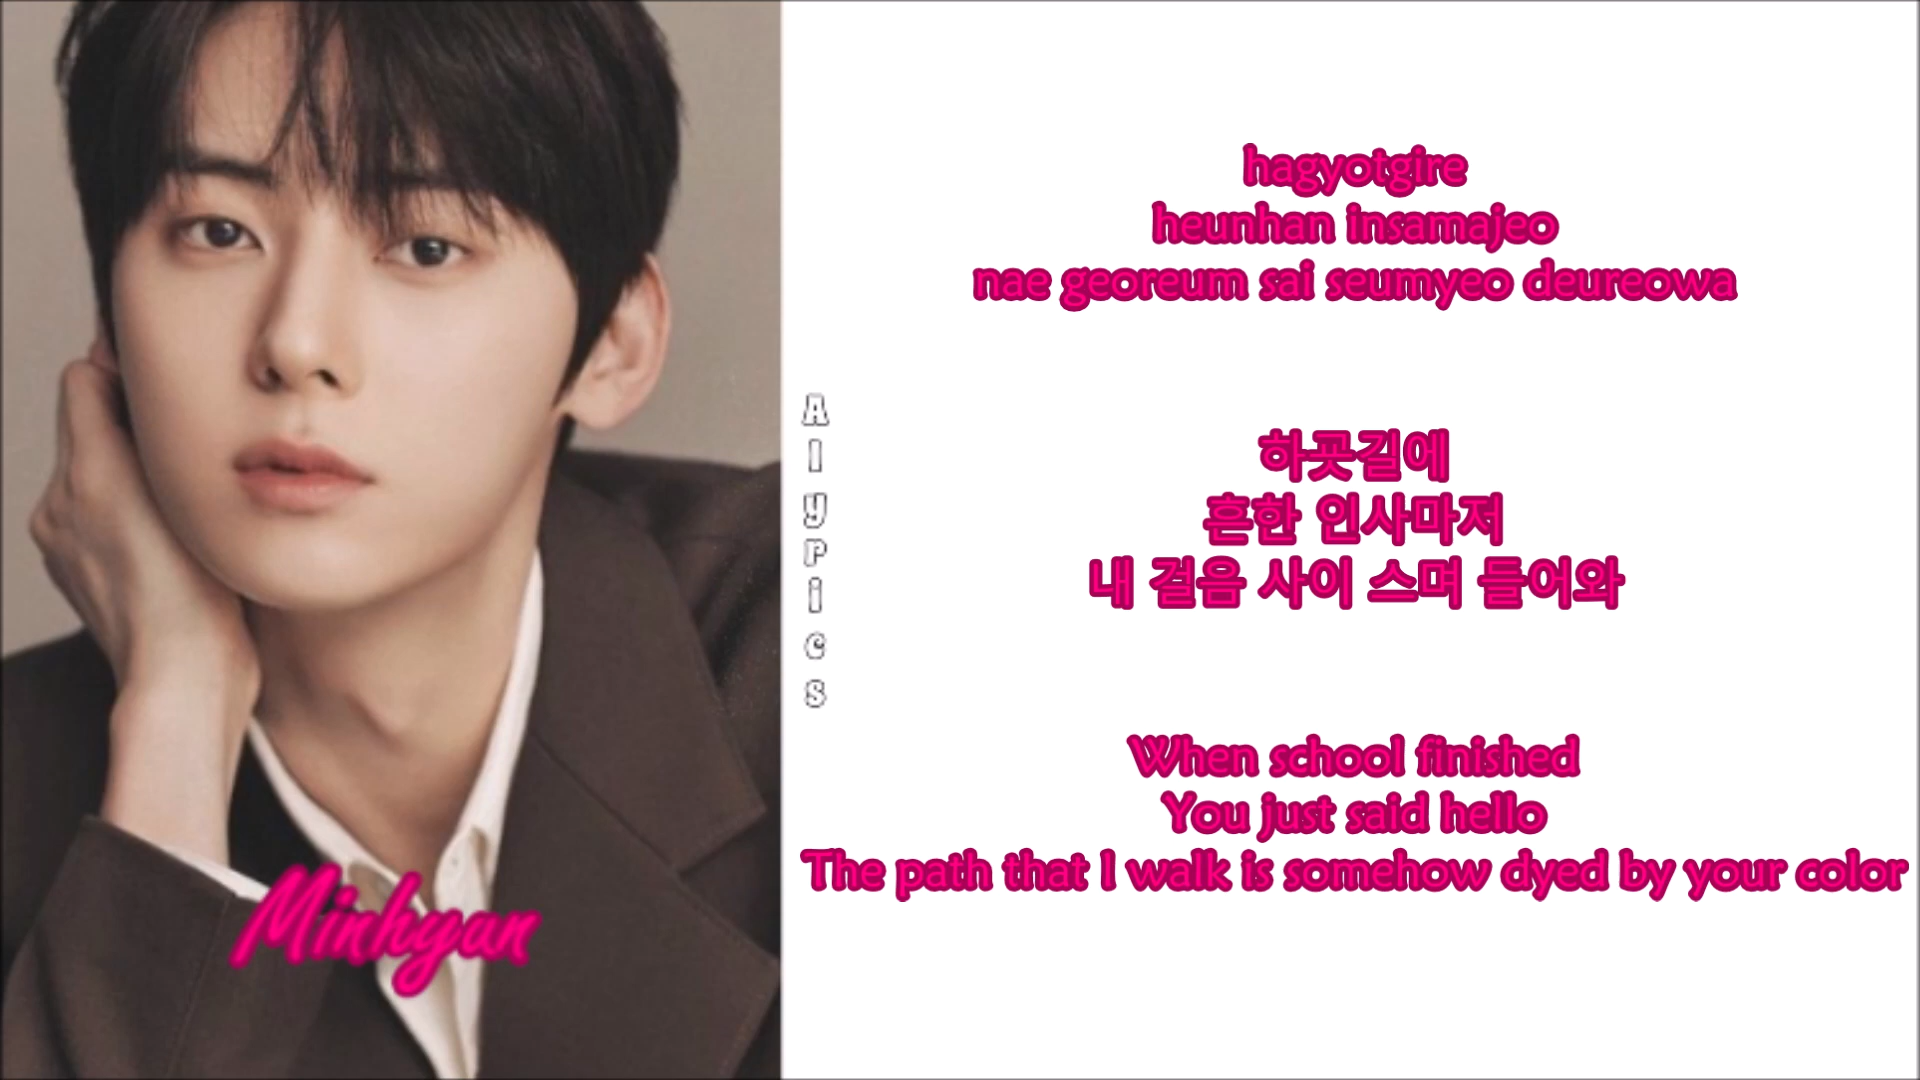 Minhyun
Alypics
hagyotgire
heunhan insamajeo
nae georeum sai seumyeo deureowa
하굣길에
흔한 인사마저
내 걸음 사이 스며 들어와
When school finished
You just said hello
The path that I walk is somehow dyed by your color